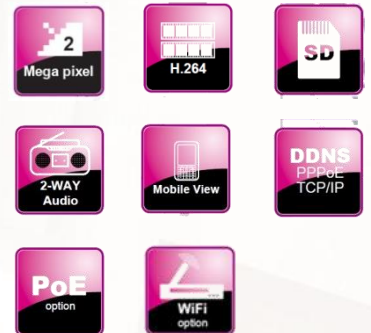 2
Mega pixel
H.264
SD
2-WAY
Audio
Mobile View
DDNS
PPPoE
TCP/IP
PoE
option
WiFi
option